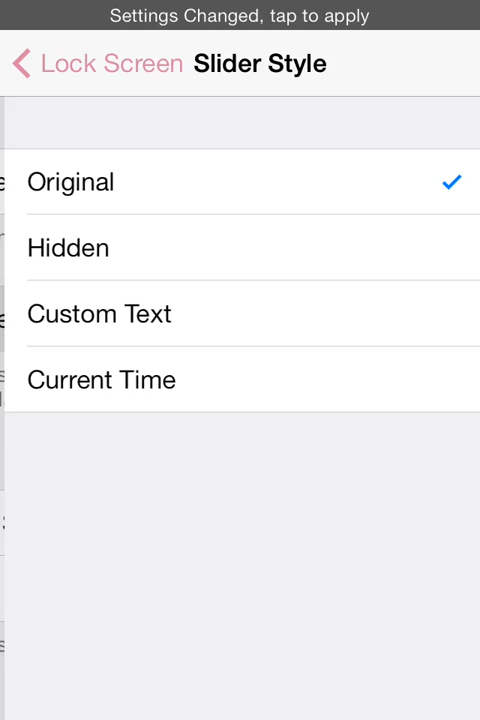 Settings Changed, tap to apply
Lock Screen Slider Style
Original
Hidden
Custom Text
Current Time